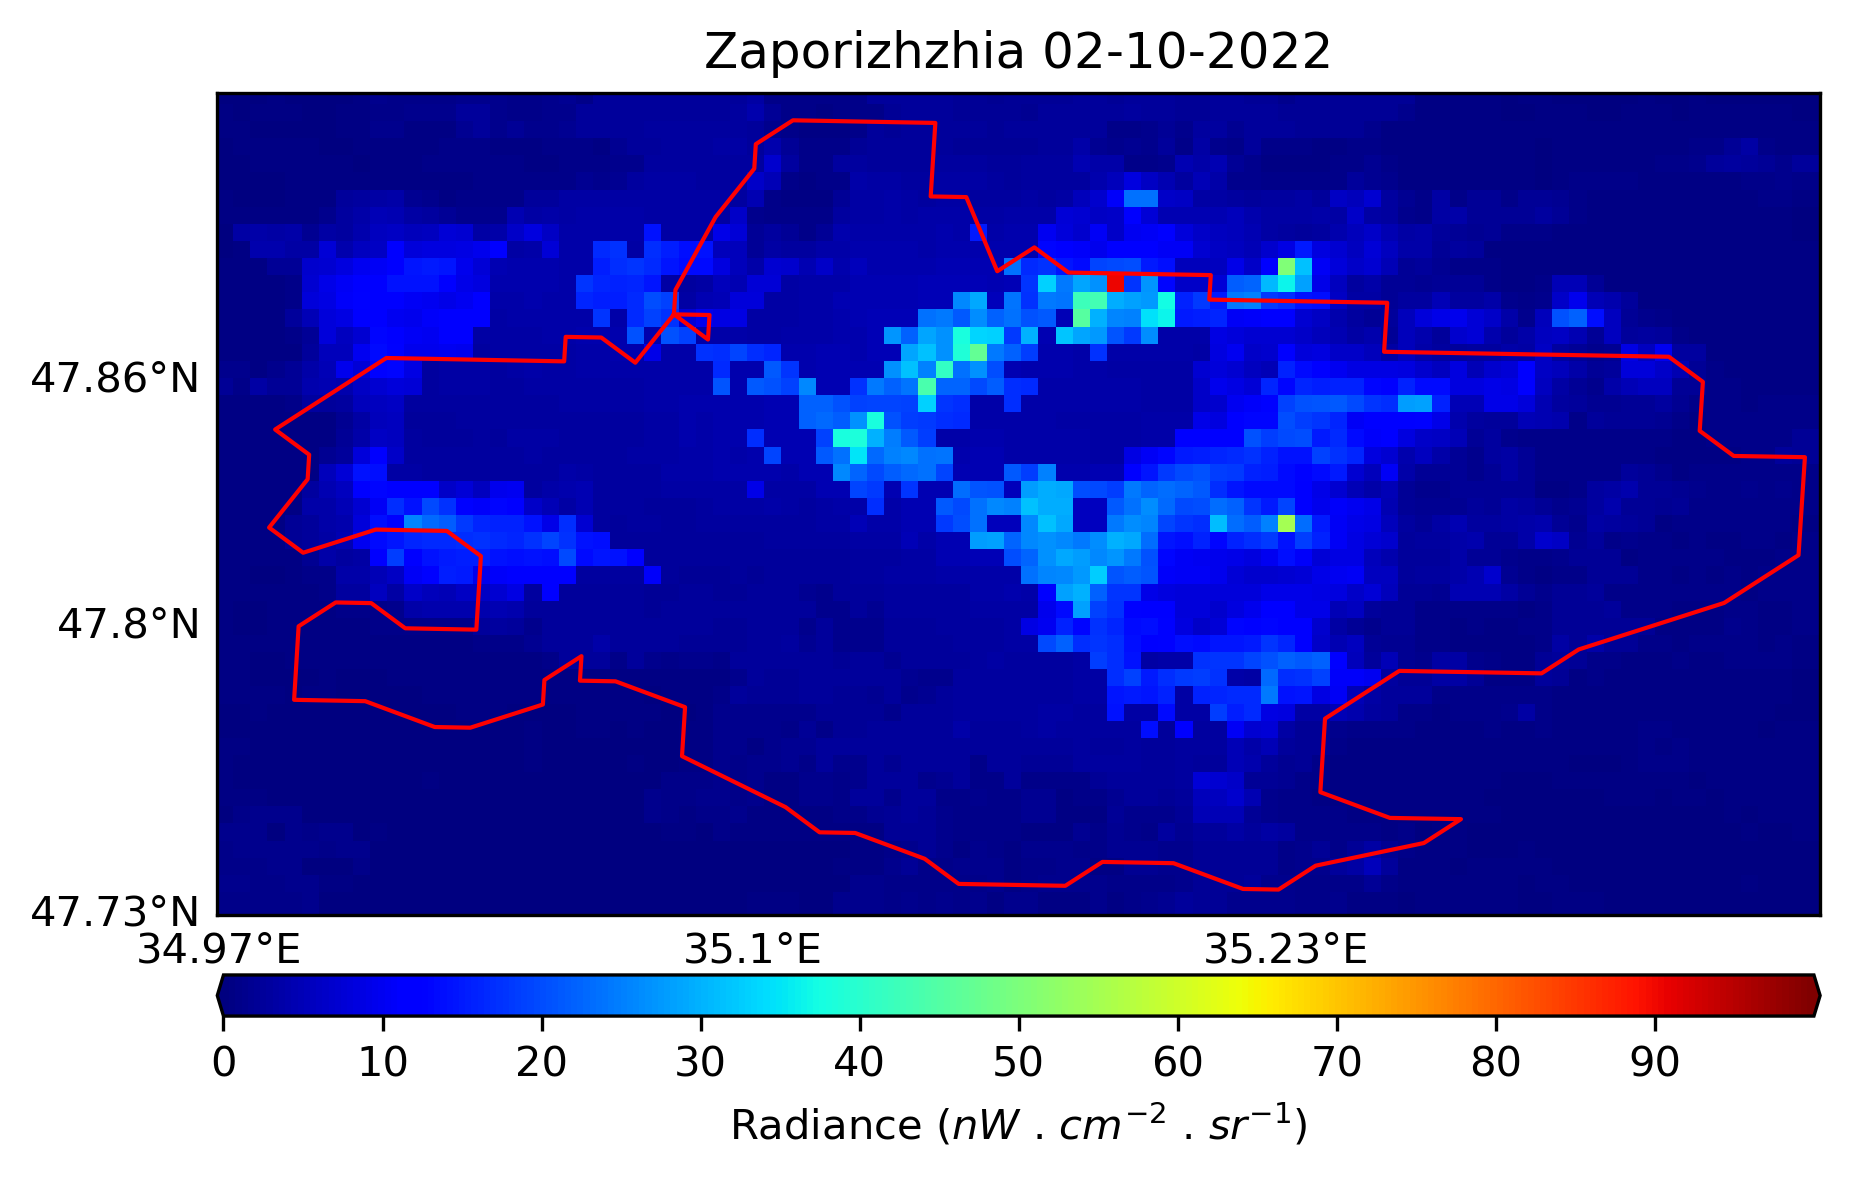 Zaporizhzhia 02-10-2022
47.86°N
47.8°N
47.73°N
34.97°E 35.1°E 35.23°E
0 10 20 30 40 50 60 70 80 90
Radiance (nW . cm⁻² . sr⁻¹)